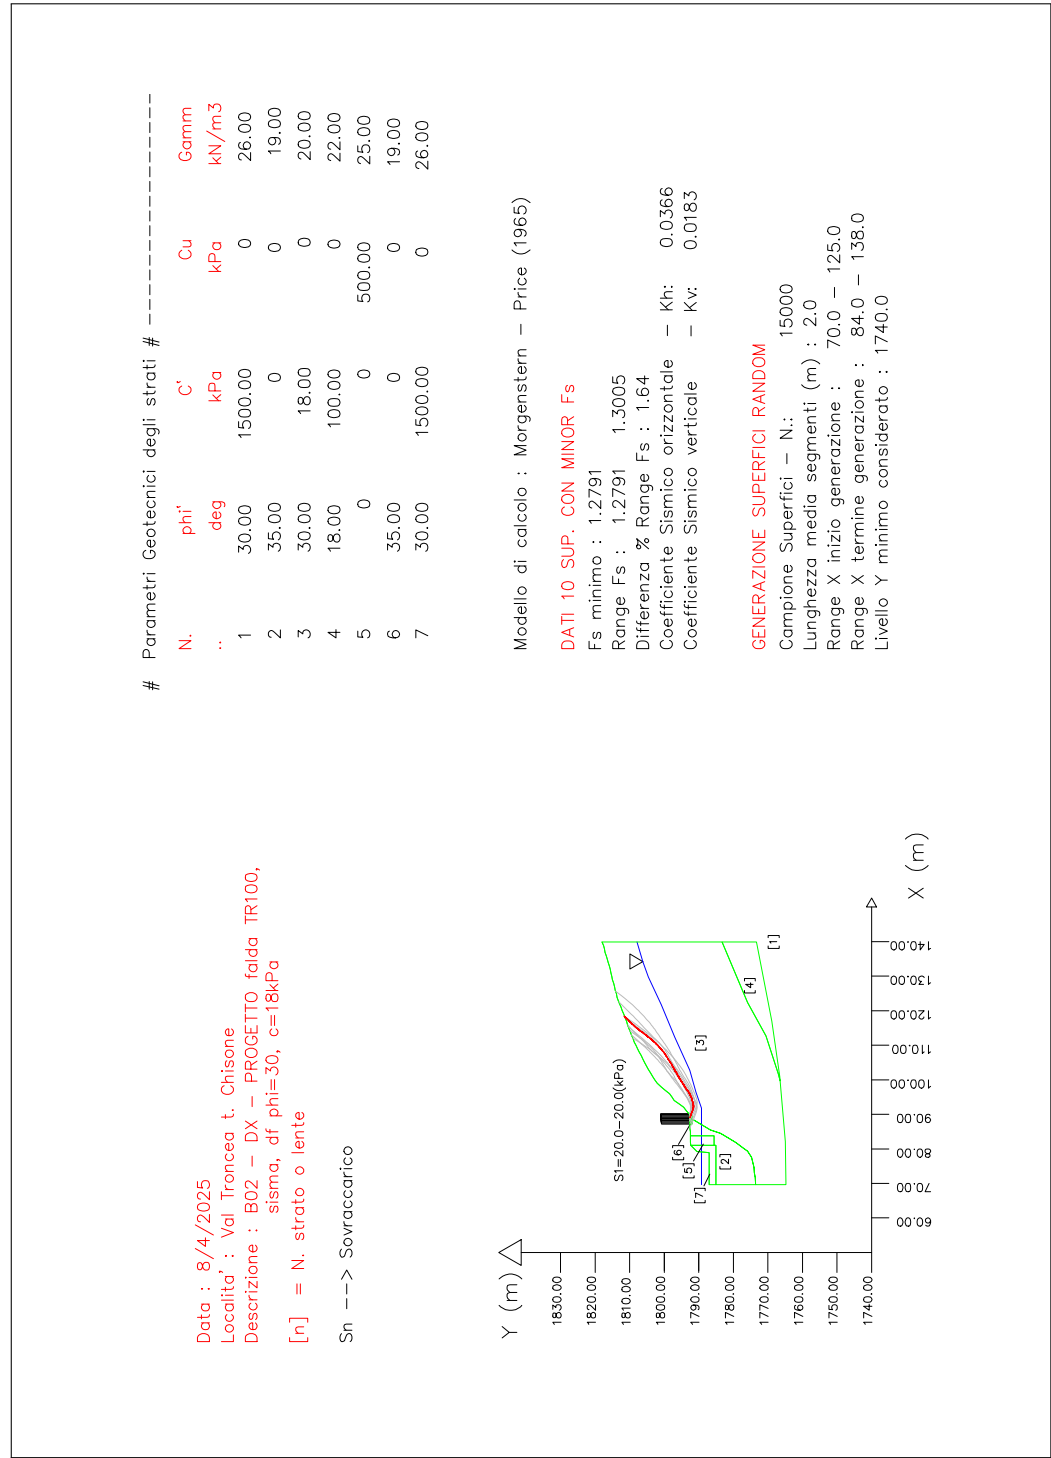 Data : 8/4/2025
Localita' : Val Troncea t. Chisone
Descrizione : B02 – DX – PROGETTO falda TR100,
sisma, df phi=30, c=18kPa
[n] = N. strato o lente
Sn ––> Sovraccarico
Y (m)
1830.00
1820.00
1810.00
1800.00
1790.00
1780.00
1770.00
1760.00
1750.00
1740.00
S1=20.0–20.0(kPa)
[6]
[5]
[7]
[2]
[3]
[4]
[1]
60.00
70.00
80.00
90.00
100.00
110.00
120.00
130.00
140.00
X (m)
# Parametri Geotecnici degli strati # ––––––––––––––––––––
N. phi' C' Cu Gamm
.. deg kPa kPa kN/m3
1 30.00 1500.00 0 26.00
2 35.00 0 0 19.00
3 30.00 18.00 0 20.00
4 18.00 100.00 0 22.00
5 0 0 500.00 25.00
6 35.00 0 0 19.00
7 30.00 1500.00 0 26.00
Modello di calcolo : Morgenstern – Price (1965)
DATI 10 SUP. CON MINOR Fs
Fs minimo : 1.2791
Range Fs : 1.2791 1.3005
Differenza % Range Fs : 1.64
Coefficiente Sismico orizzontale – Kh: 0.0366
Coefficiente Sismico verticale – Kv: 0.0183
GENERAZIONE SUPERFICI RANDOM
Campione Superfici – N.: 15000
Lunghezza media segmenti (m) : 2.0
Range X inizio generazione : 70.0 – 125.0
Range X termine generazione : 84.0 – 138.0
Livello Y minimo considerato : 1740.0